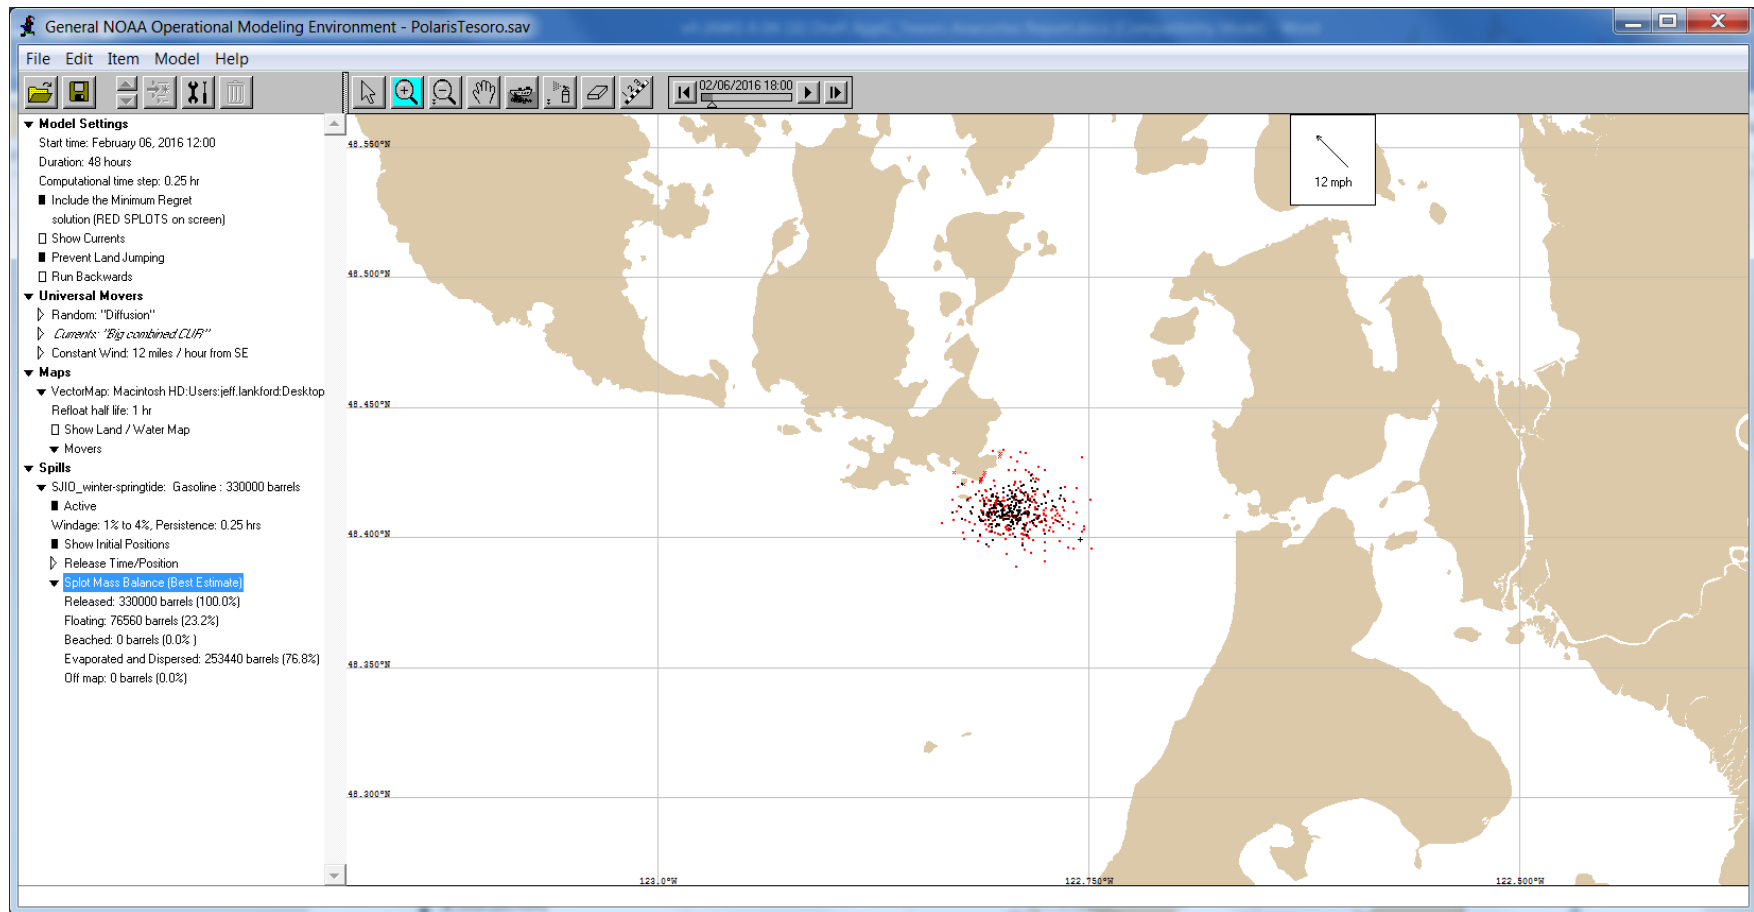 General NOAA Operational Modeling Environment - PolarisTesoro.sav
File Edit Item Model Help
02/06/2016 18:00
Model Settings
Start time: February 06, 2016 12:00
Duration: 48 hours
Computational time step: 0.25 hr
Include the Minimum Regret
solution (RED SPLOTS on screen)
Show Currents
Prevent Land Jumping
Run Backwards
Universal Movers
Random: "Diffusion"
Currents: "Big combined.CUR"
Constant Wind: 12 miles / hour from SE
Maps
VectorMap: Macintosh HD:Users:jeff.lankford:Desktop
Refloat half life: 1 hr
Show Land / Water Map
Movers
Spills
SJIO_winter-springtide: Gasoline : 330000 barrels
Active
Windage: 1% to 4%, Persistence: 0.25 hrs
Show Initial Positions
Release Time/Position
Splot Mass Balance (Best Estimate)
Released: 330000 barrels (100.0%)
Floating: 76560 barrels (23.2%)
Beached: 0 barrels (0.0% )
Evaporated and Dispersed: 253440 barrels (76.8%)
Off map: 0 barrels (0.0%)
48.550°N
12 mph
48.500°N
48.450°N
48.400°N
48.350°N
48.300°N
123.0°W 122.750°W 122.500°W